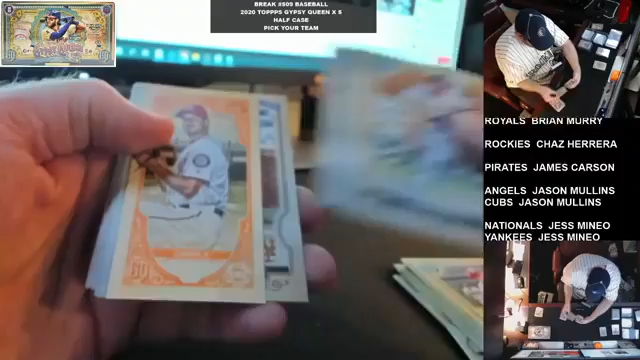 BREAK #509 BASEBALL
2020 TOPPPS GYPSY QUEEN X 5
HALF CASE
PICK YOUR TEAM
ROYALS BRIAN MURRY
ROCKIES CHAZ HERRERA
PIRATES JAMES CARSON
ANGELS JASON MULLINS
CUBS JASON MULLINS
NATIONALS JESS MINEO
YANKEES JESS MINEO